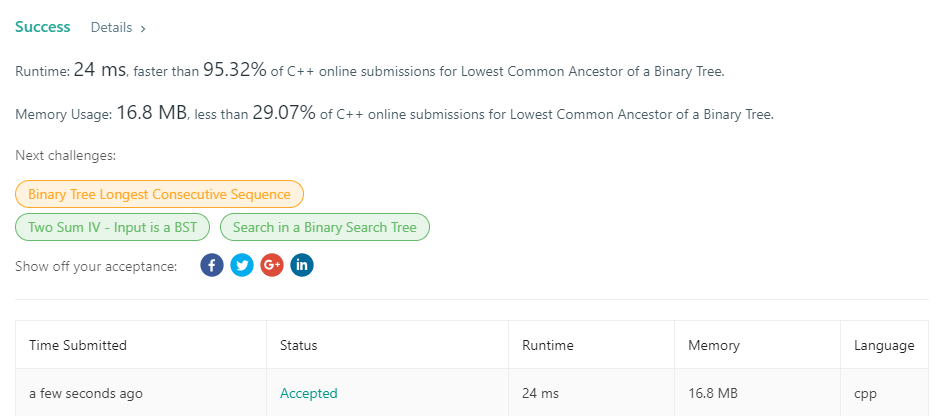 Success Details >
Runtime: 24 ms, faster than 95.32% of C++ online submissions for Lowest Common Ancestor of a Binary Tree.
Memory Usage: 16.8 MB, less than 29.07% of C++ online submissions for Lowest Common Ancestor of a Binary Tree.
Next challenges:
Binary Tree Longest Consecutive Sequence
Two Sum IV - Input is a BST Search in a Binary Search Tree
Show off your acceptance: f G+ in
Time Submitted Status Runtime Memory Language
a few seconds ago Accepted 24 ms 16.8 MB cpp